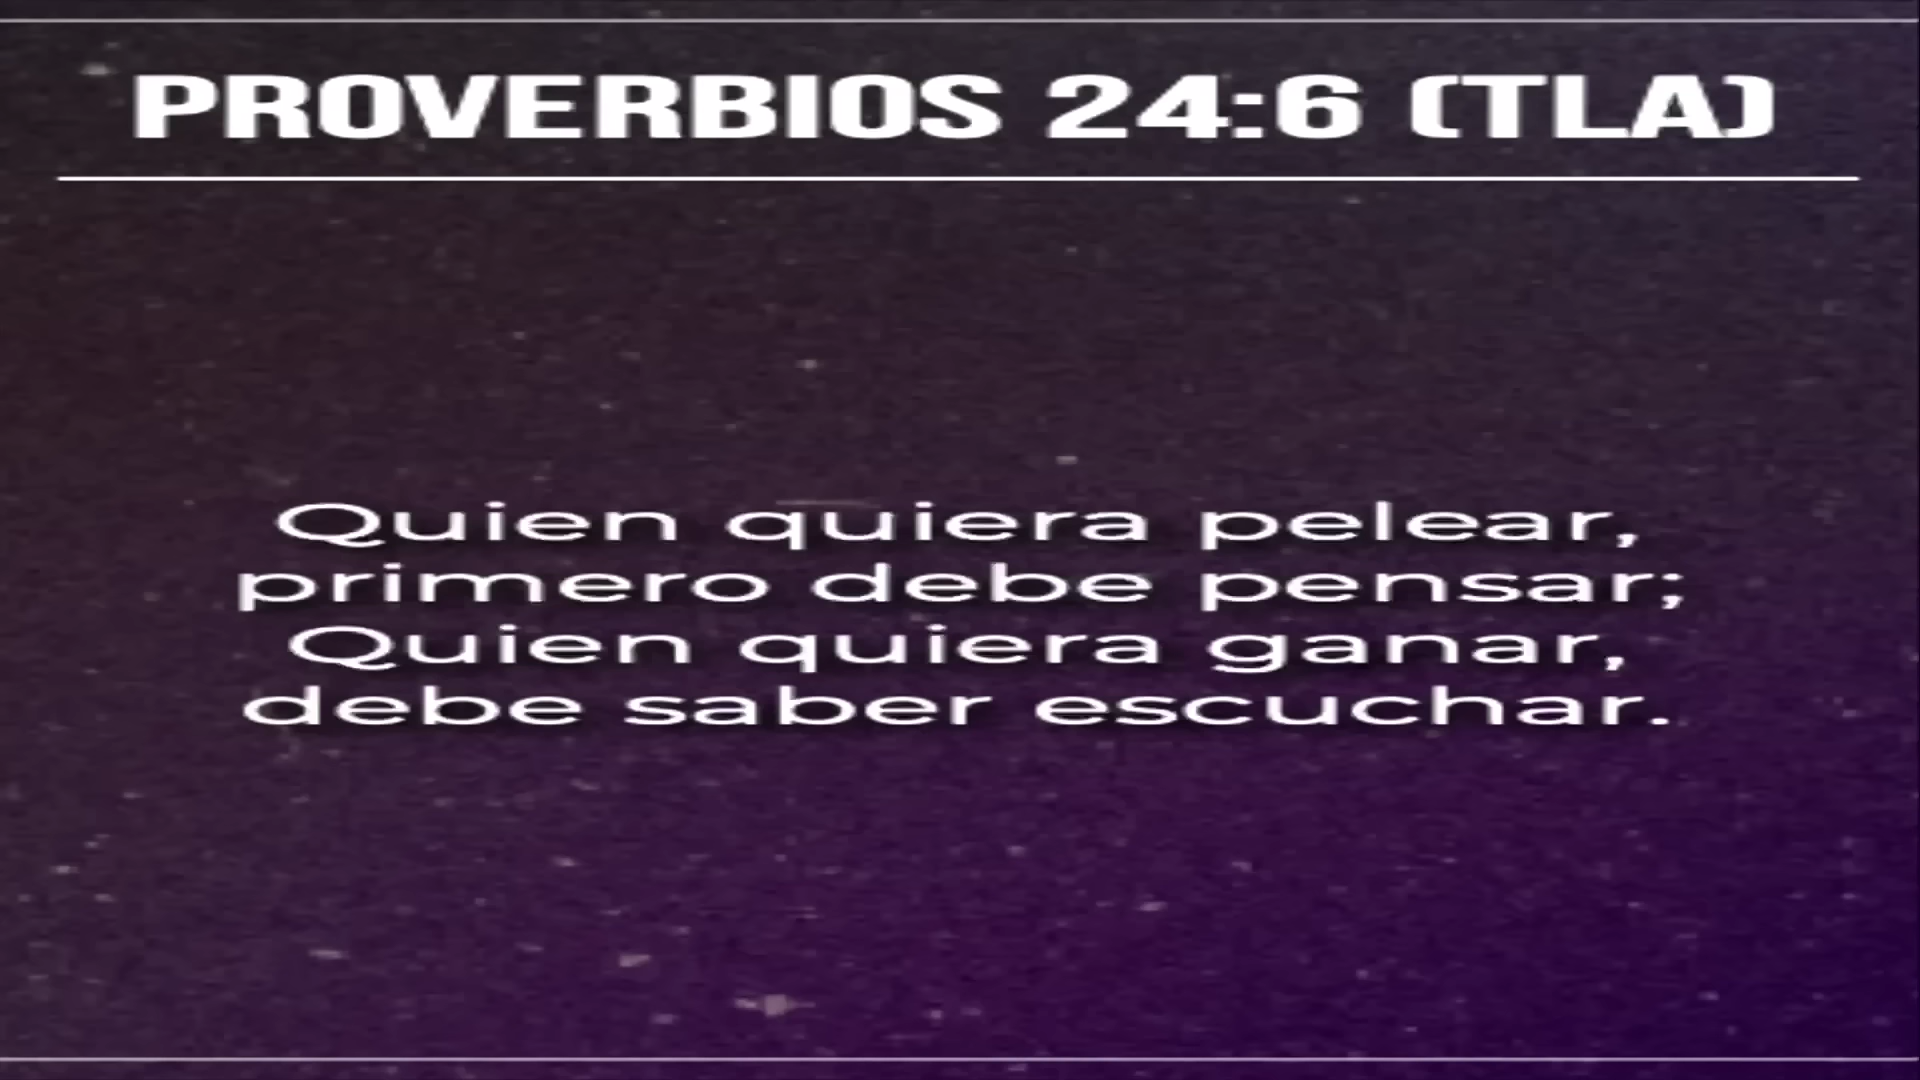 PROVERBIOS 24:6 (TLA)
Quien quiera pelear,
primero debe pensar;
Quien quiera ganar,
debe saber escuchar.